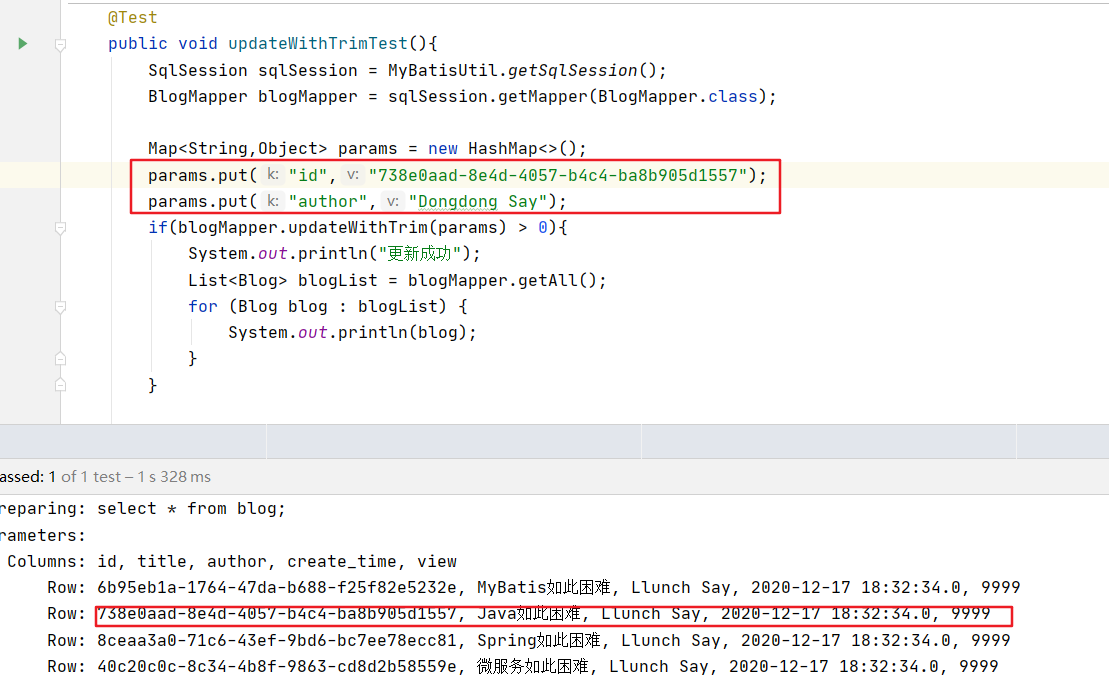 @Test
public void updateWithTrimTest(){
SqlSession sqlSession = MyBatisUtil.getSqlSession();
BlogMapper blogMapper = sqlSession.getMapper(BlogMapper.class);
Map<String,Object> params = new HashMap<>();
params.put( k: "id", v: "738e0aad-8e4d-4057-b4c4-ba8b905d1557");
params.put( k: "author", v: "Dongdong Say");
if(blogMapper.updateWithTrim(params) > 0){
System.out.println("更新成功");
List<Blog> blogList = blogMapper.getAll();
for (Blog blog : blogList) {
System.out.println(blog);
}
}
assed: 1 of 1 test – 1 s 328 ms
reparing: select * from blog;
rameters:
Columns: id, title, author, create_time, view
Row: 6b95eb1a-1764-47da-b688-f25f82e5232e, MyBatis如此困难, Llunch Say, 2020-12-17 18:32:34.0, 9999
Row: 738e0aad-8e4d-4057-b4c4-ba8b905d1557, Java如此困难, Llunch Say, 2020-12-17 18:32:34.0, 9999
Row: 8ceaa3a0-71c6-43ef-9bd6-bc7ee78ecc81, Spring如此困难, Llunch Say, 2020-12-17 18:32:34.0, 9999
Row: 40c20c0c-8c34-4b8f-9863-cd8d2b58559e, 微服务如此困难, Llunch Say, 2020-12-17 18:32:34.0, 9999